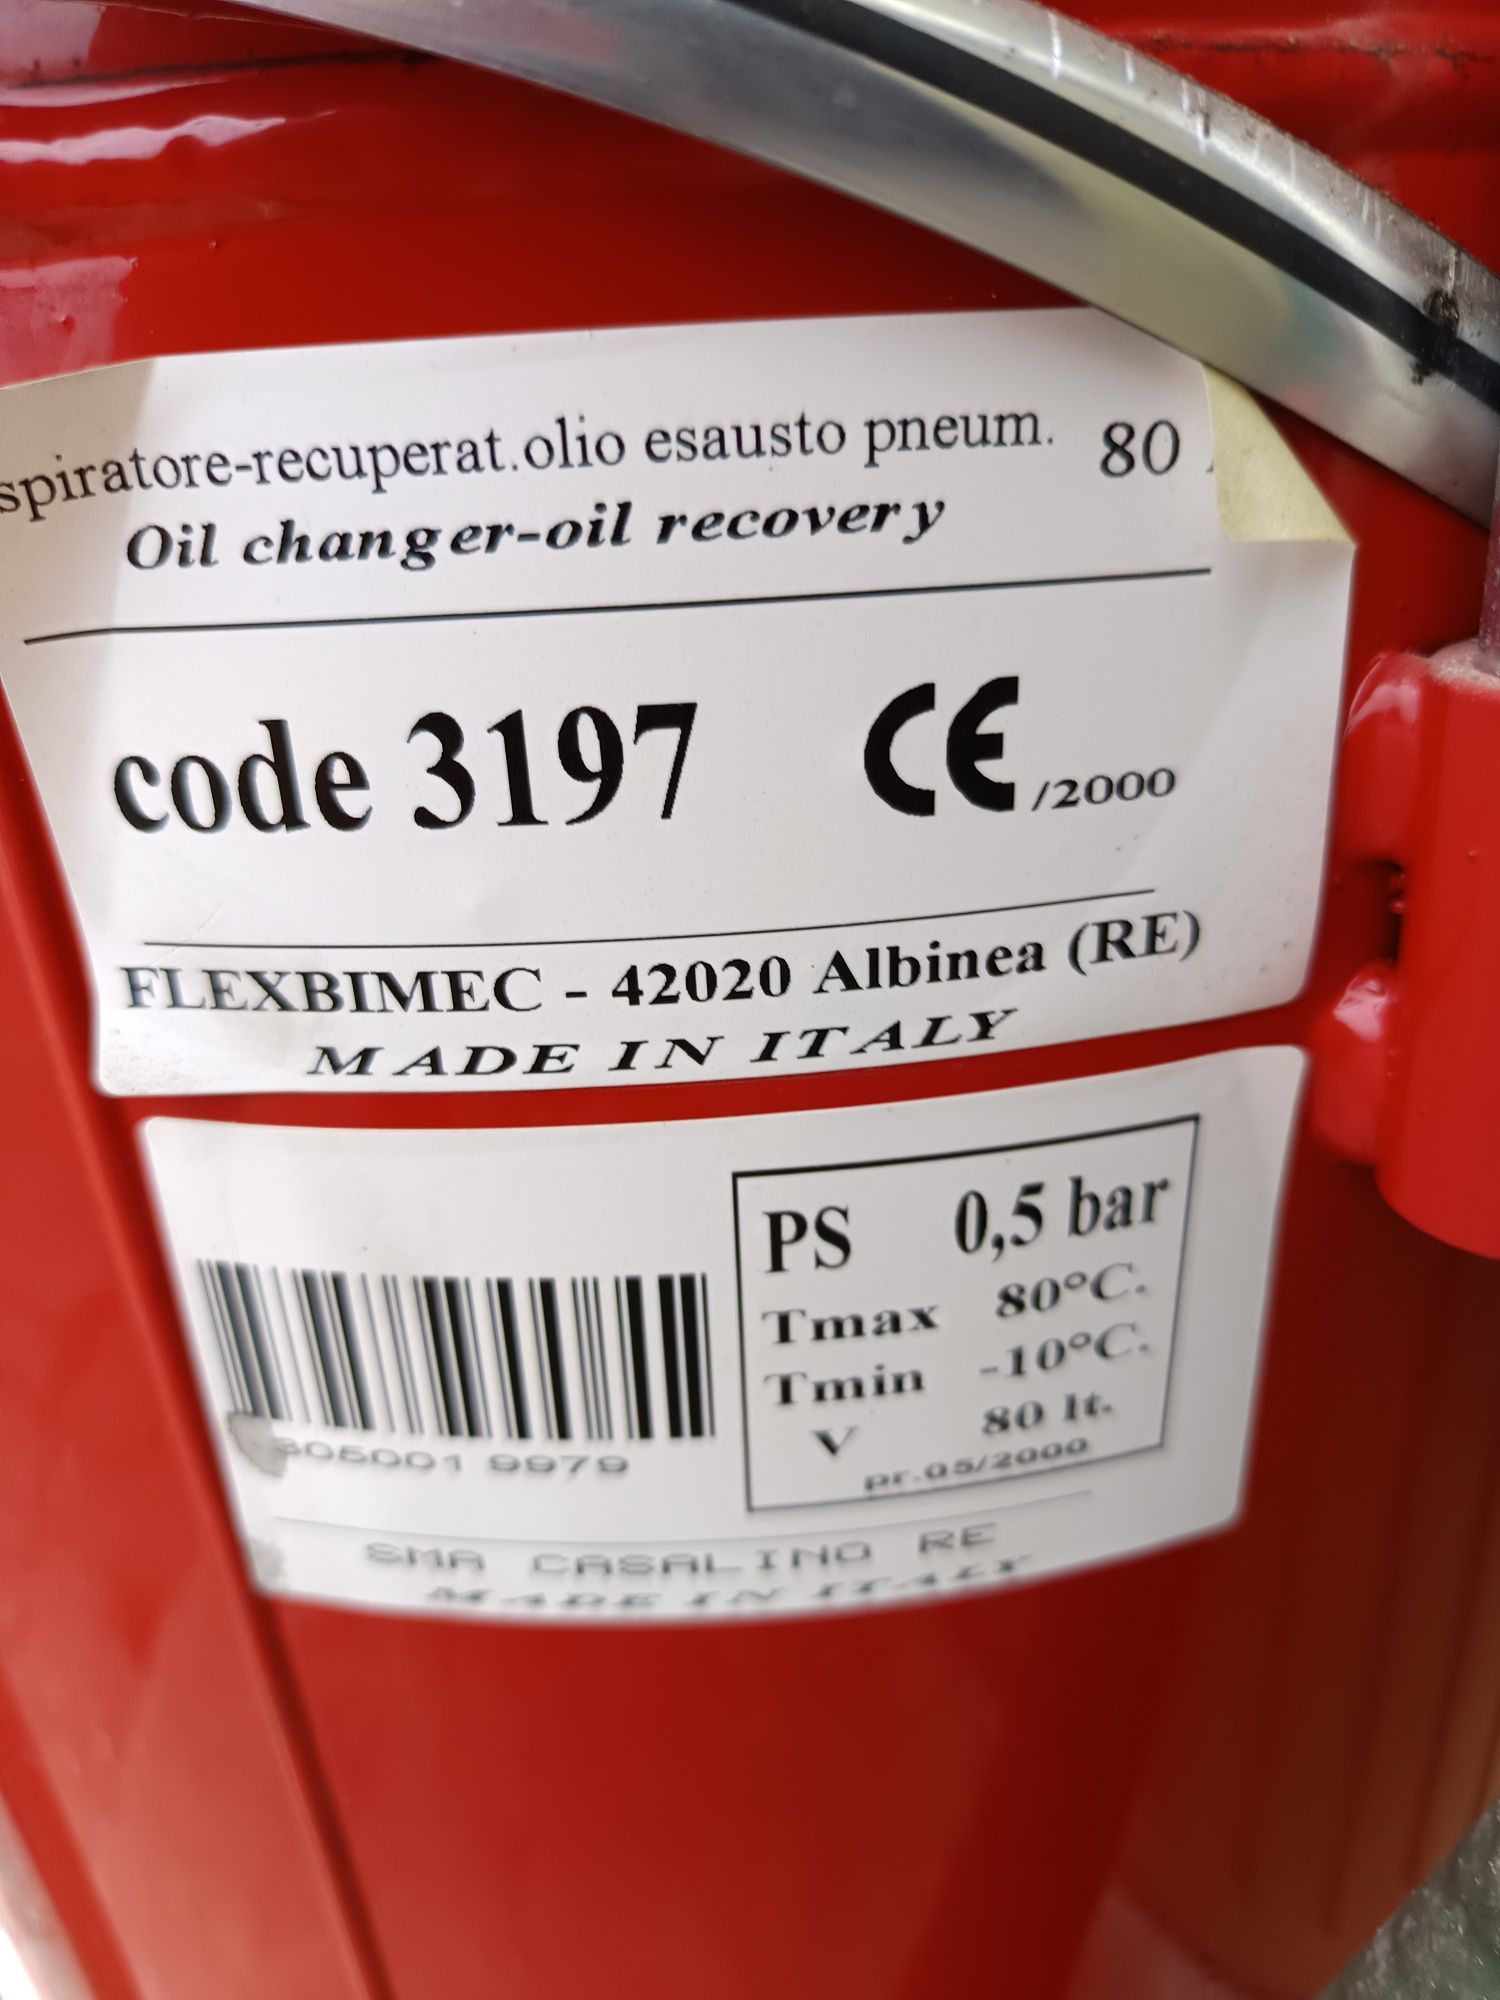 spiratore-recuperat.olio esausto pneum. 80
Oil changer-oil recovery
code 3197 CE /2000
FLEXBIMEC - 42020 Albinea (RE)
MADE IN ITALY
PS 0,5 bar
Tmax 80°C.
Tmin -10°C.
V 80 lt.
pr.05/2000
3050019979
SMA CASALINO RE
MADE IN ITALY